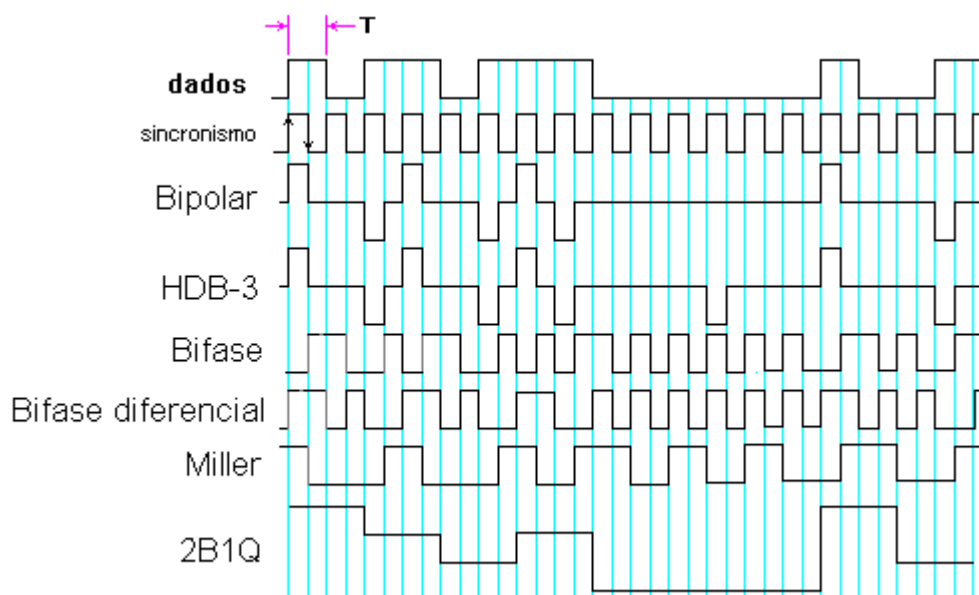 T
dados
sincronismo
Bipolar
HDB-3
Bifase
Bifase diferencial
Miller
2B1Q